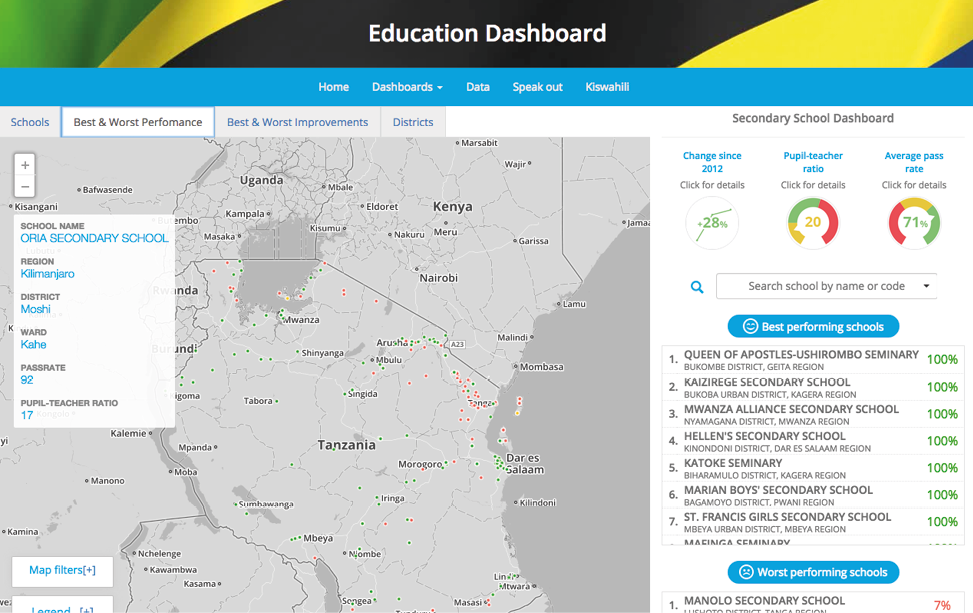 Education Dashboard
Home
Dashboards
Data
Speak out
Kiswahili
Schools
Best & Worst Perfomance
Best & Worst Improvements
Districts
+
−
SCHOOL NAME
ORIA SECONDARY SCHOOL
REGION
Kilimanjaro
DISTRICT
Moshi
WARD
Kahe
PASSRATE
92
PUPIL-TEACHER RATIO
17
Marsabit
Wajir
Uganda
Mbale
Bafwasende
Kisangani
Eldoret
Kenya
Kampala
Kisumu
Masaka
Nakuru
Meru
Garissa
Nairobi
Mwanza
Lamu
Malindi
Shinyanga
A23
Mbulu
Mombasa
Singida
Tabora
Kalemie
Tanzania
Mpanda
Morogoro
Dar es
Salaam
Moba
Manono
Sumbawanga
Iringa
Kilindoni
Kamina
Mbeya
Nchelenge
Njombe
Kawambwa
Kasama
Songea
Mtwara
Masasi
Map filters[+]
Legend [+]
Secondary School Dashboard
Change since
2012
Click for details
+28%
Pupil-teacher
ratio
Click for details
20
Average pass
rate
Click for details
71%
Search school by name or code
Best performing schools
1. QUEEN OF APOSTLES-USHIROMBO SEMINARY 100%
BUKOMBE DISTRICT, GEITA REGION
2. KAIZIREGE SECONDARY SCHOOL 100%
BUKOBA URBAN DISTRICT, KAGERA REGION
3. MWANZA ALLIANCE SECONDARY SCHOOL 100%
NYAMAGANA DISTRICT, MWANZA REGION
4. HELLEN'S SECONDARY SCHOOL 100%
KINONDONI DISTRICT, DAR ES SALAAM REGION
5. KATOKE SEMINARY 100%
BIHARAMULO DISTRICT, KAGERA REGION
6. MARIAN BOYS' SECONDARY SCHOOL 100%
BAGAMOYO DISTRICT, PWANI REGION
7. ST. FRANCIS GIRLS SECONDARY SCHOOL 100%
MBEYA URBAN DISTRICT, MBEYA REGION
MAFINGA SEMINARY
Worst performing schools
1. MANOLO SECONDARY SCHOOL 7%
LUSHOTO DISTRICT, TANGA REGION